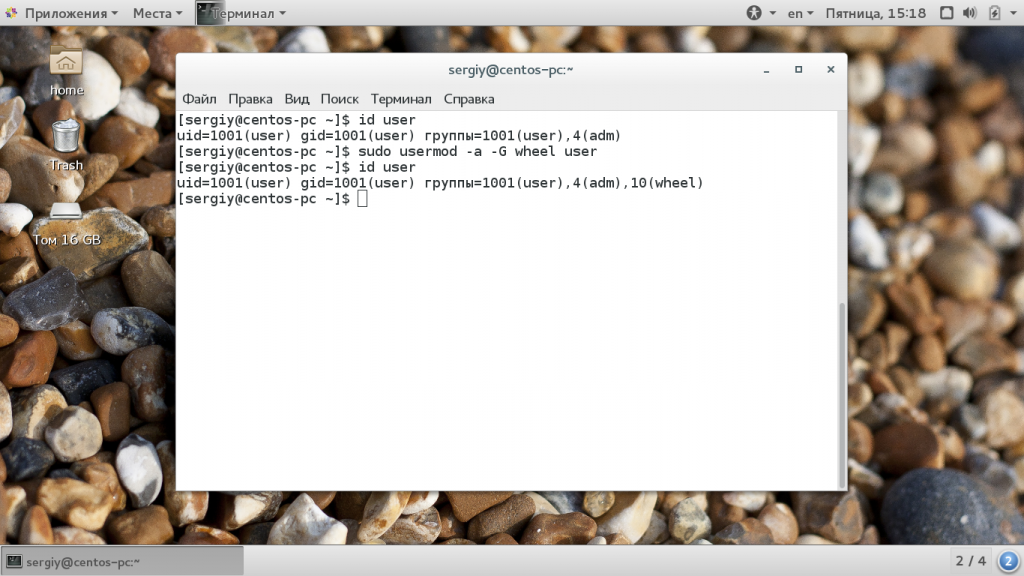 Приложения Места Терминал en Пятница, 15:18
home
Trash
Том 16 GB
sergiy@centos-pc:~
Файл Правка Вид Поиск Терминал Справка
[sergiy@centos-pc ~]$ id user
uid=1001(user) gid=1001(user) группы=1001(user),4(adm)
[sergiy@centos-pc ~]$ sudo usermod -a -G wheel user
[sergiy@centos-pc ~]$ id user
uid=1001(user) gid=1001(user) группы=1001(user),4(adm),10(wheel)
[sergiy@centos-pc ~]$
sergiy@centos-pc:~ 2 / 4 2